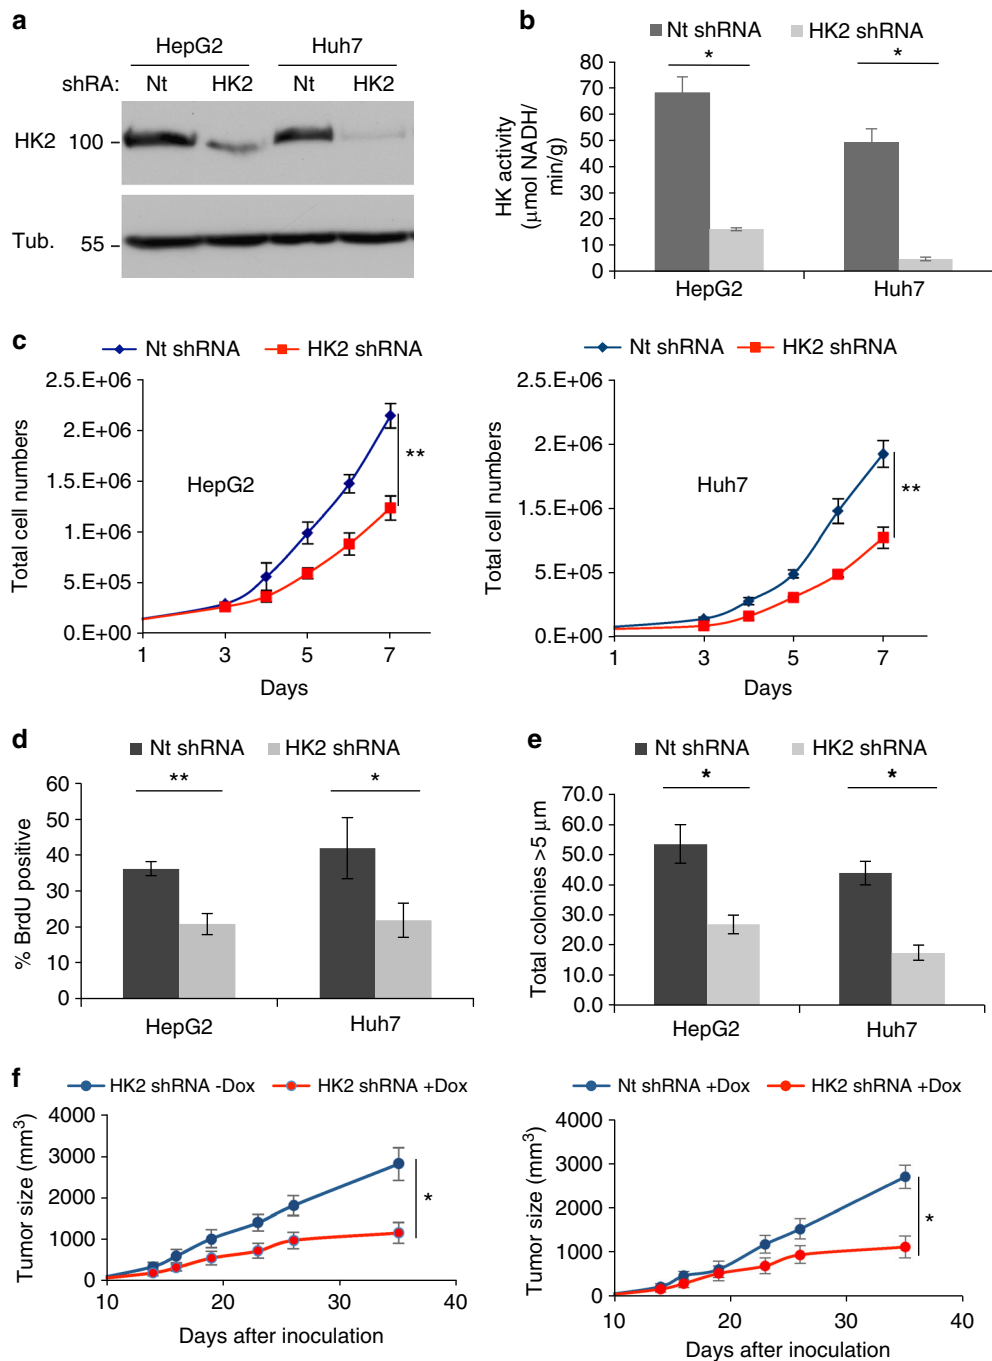 a
HepG2 Huh7
shRA: Nt HK2 Nt HK2
HK2 100
Tub. 55
b
Nt shRNA HK2 shRNA
* *
80
70
60
50
40
30
20
10
0
HK activity
(μmol NADH/
min/g)
HepG2 Huh7
c
Nt shRNA HK2 shRNA
2.5.E+06
2.E+06
1.5.E+06
1.E+06
5.E+05
0.E+00
Total cell numbers
HepG2
**
1 3 5 7
Days
Nt shRNA HK2 shRNA
2.5.E+06
2.E+06
1.5.E+06
5.E+05
0.E+00
Total cell numbers
Huh7
**
1 3 5 7
Days
d
Nt shRNA HK2 shRNA
** *
60
50
40
30
20
10
0
% BrdU positive
HepG2 Huh7
e
Nt shRNA HK2 shRNA
* *
70.0
60.0
50.0
40.0
30.0
20.0
10.0
0.0
Total colonies >5 μm
HepG2 Huh7
f
HK2 shRNA -Dox HK2 shRNA +Dox
4000
3000
2000
1000
0
Tumor size (mm³)
*
10 20 30 40
Days after inoculation
Nt shRNA +Dox HK2 shRNA +Dox
4000
3000
2000
1000
0
Tumor size (mm³)
*
10 20 30 40
Days after inoculation